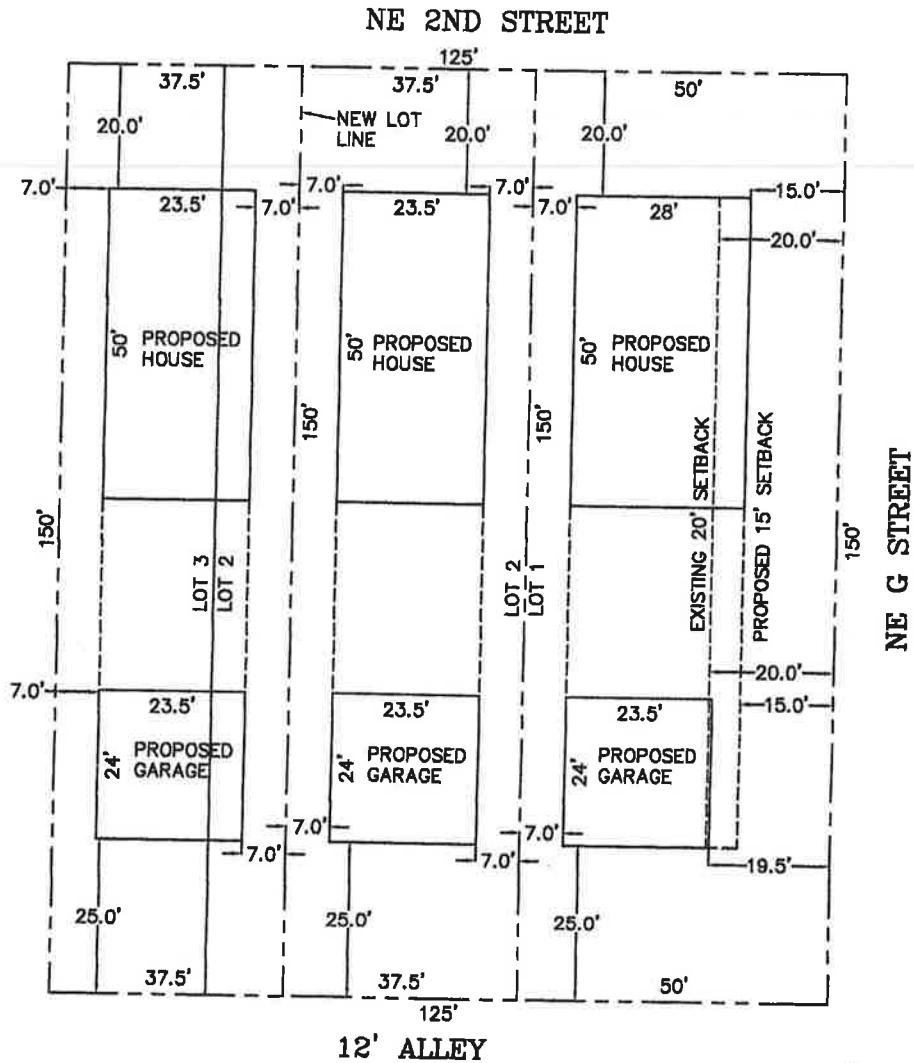 NE 2ND STREET
125'
37.5'
37.5'
50'
20.0'
NEW LOT
LINE
20.0'
20.0'
7.0'
7.0'
7.0'
15.0'
23.5'
7.0'
23.5'
7.0'
28'
20.0'
50'
PROPOSED
HOUSE
50'
PROPOSED
HOUSE
50'
PROPOSED
HOUSE
150'
150'
150'
150'
EXISTING 20' SETBACK
PROPOSED 15' SETBACK
NE G STREET
LOT 3
LOT 2
LOT 2
LOT 1
20.0'
7.0'
15.0'
23.5'
23.5'
23.5'
24'
PROPOSED
GARAGE
24'
PROPOSED
GARAGE
24'
PROPOSED
GARAGE
7.0'
7.0'
7.0'
7.0'
19.5'
25.0'
25.0'
25.0'
37.5'
37.5'
50'
125'
12' ALLEY